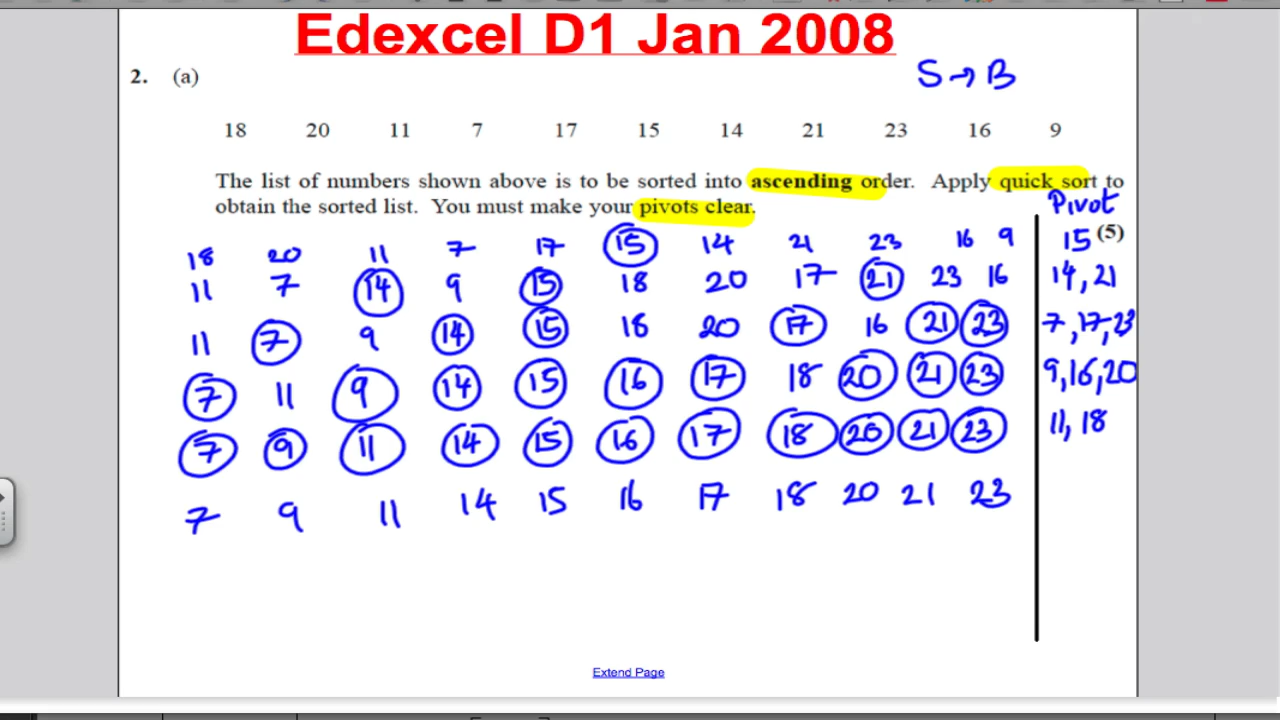 Edexcel D1 Jan 2008
2. (a)
S → B
18 20 11 7 17 15 14 21 23 16 9
The list of numbers shown above is to be sorted into ascending order. Apply quick sort to
obtain the sorted list. You must make your pivots clear.
Pivot
(5)
18 20 11 7 17 15 14 21 23 16 9 15
11 7 14 9 15 18 20 17 21 23 16 14, 21
11 7 9 14 15 18 20 17 16 21 23 7, 17, 23
7 11 9 14 15 16 17 18 20 21 23 9, 16, 20
7 9 11 14 15 16 17 18 20 21 23 11, 18
7 9 11 14 15 16 17 18 20 21 23
Extend Page